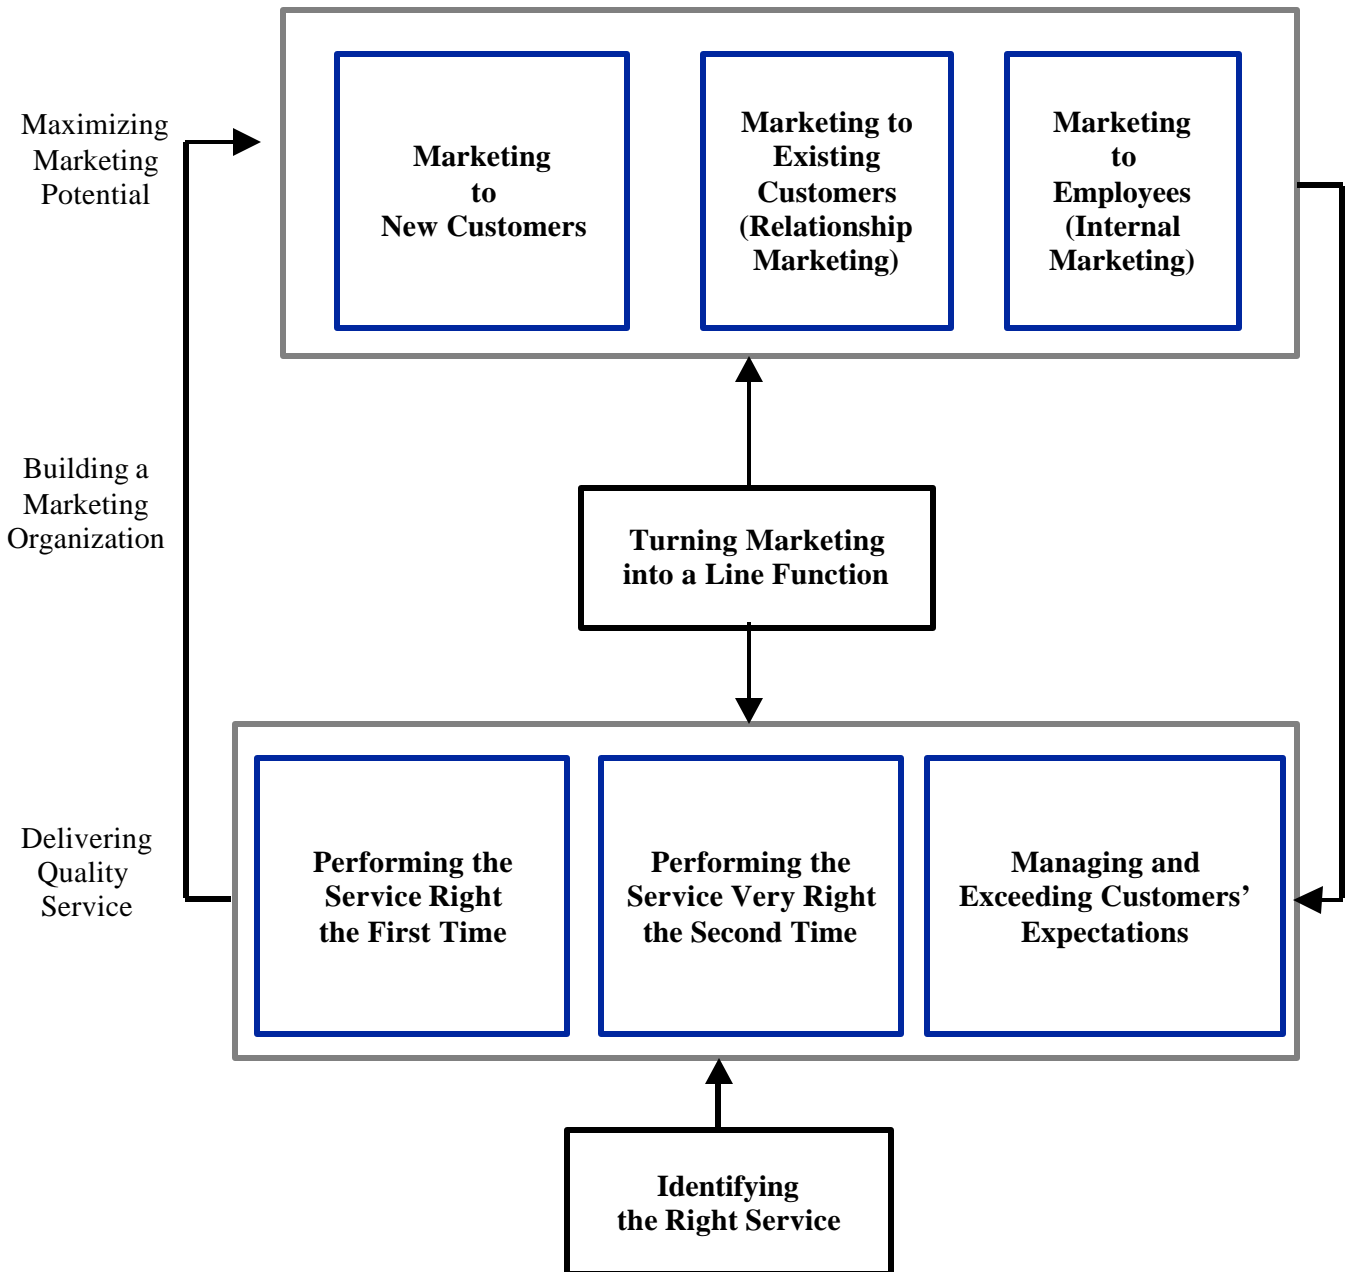 Maximizing
Marketing
Potential
Marketing
to
New Customers
Marketing to
Existing
Customers
(Relationship
Marketing)
Marketing
to
Employees
(Internal
Marketing)
Building a
Marketing
Organization
Turning Marketing
into a Line Function
Delivering
Quality
Service
Performing the
Service Right
the First Time
Performing the
Service Very Right
the Second Time
Managing and
Exceeding Customers’
Expectations
Identifying
the Right Service